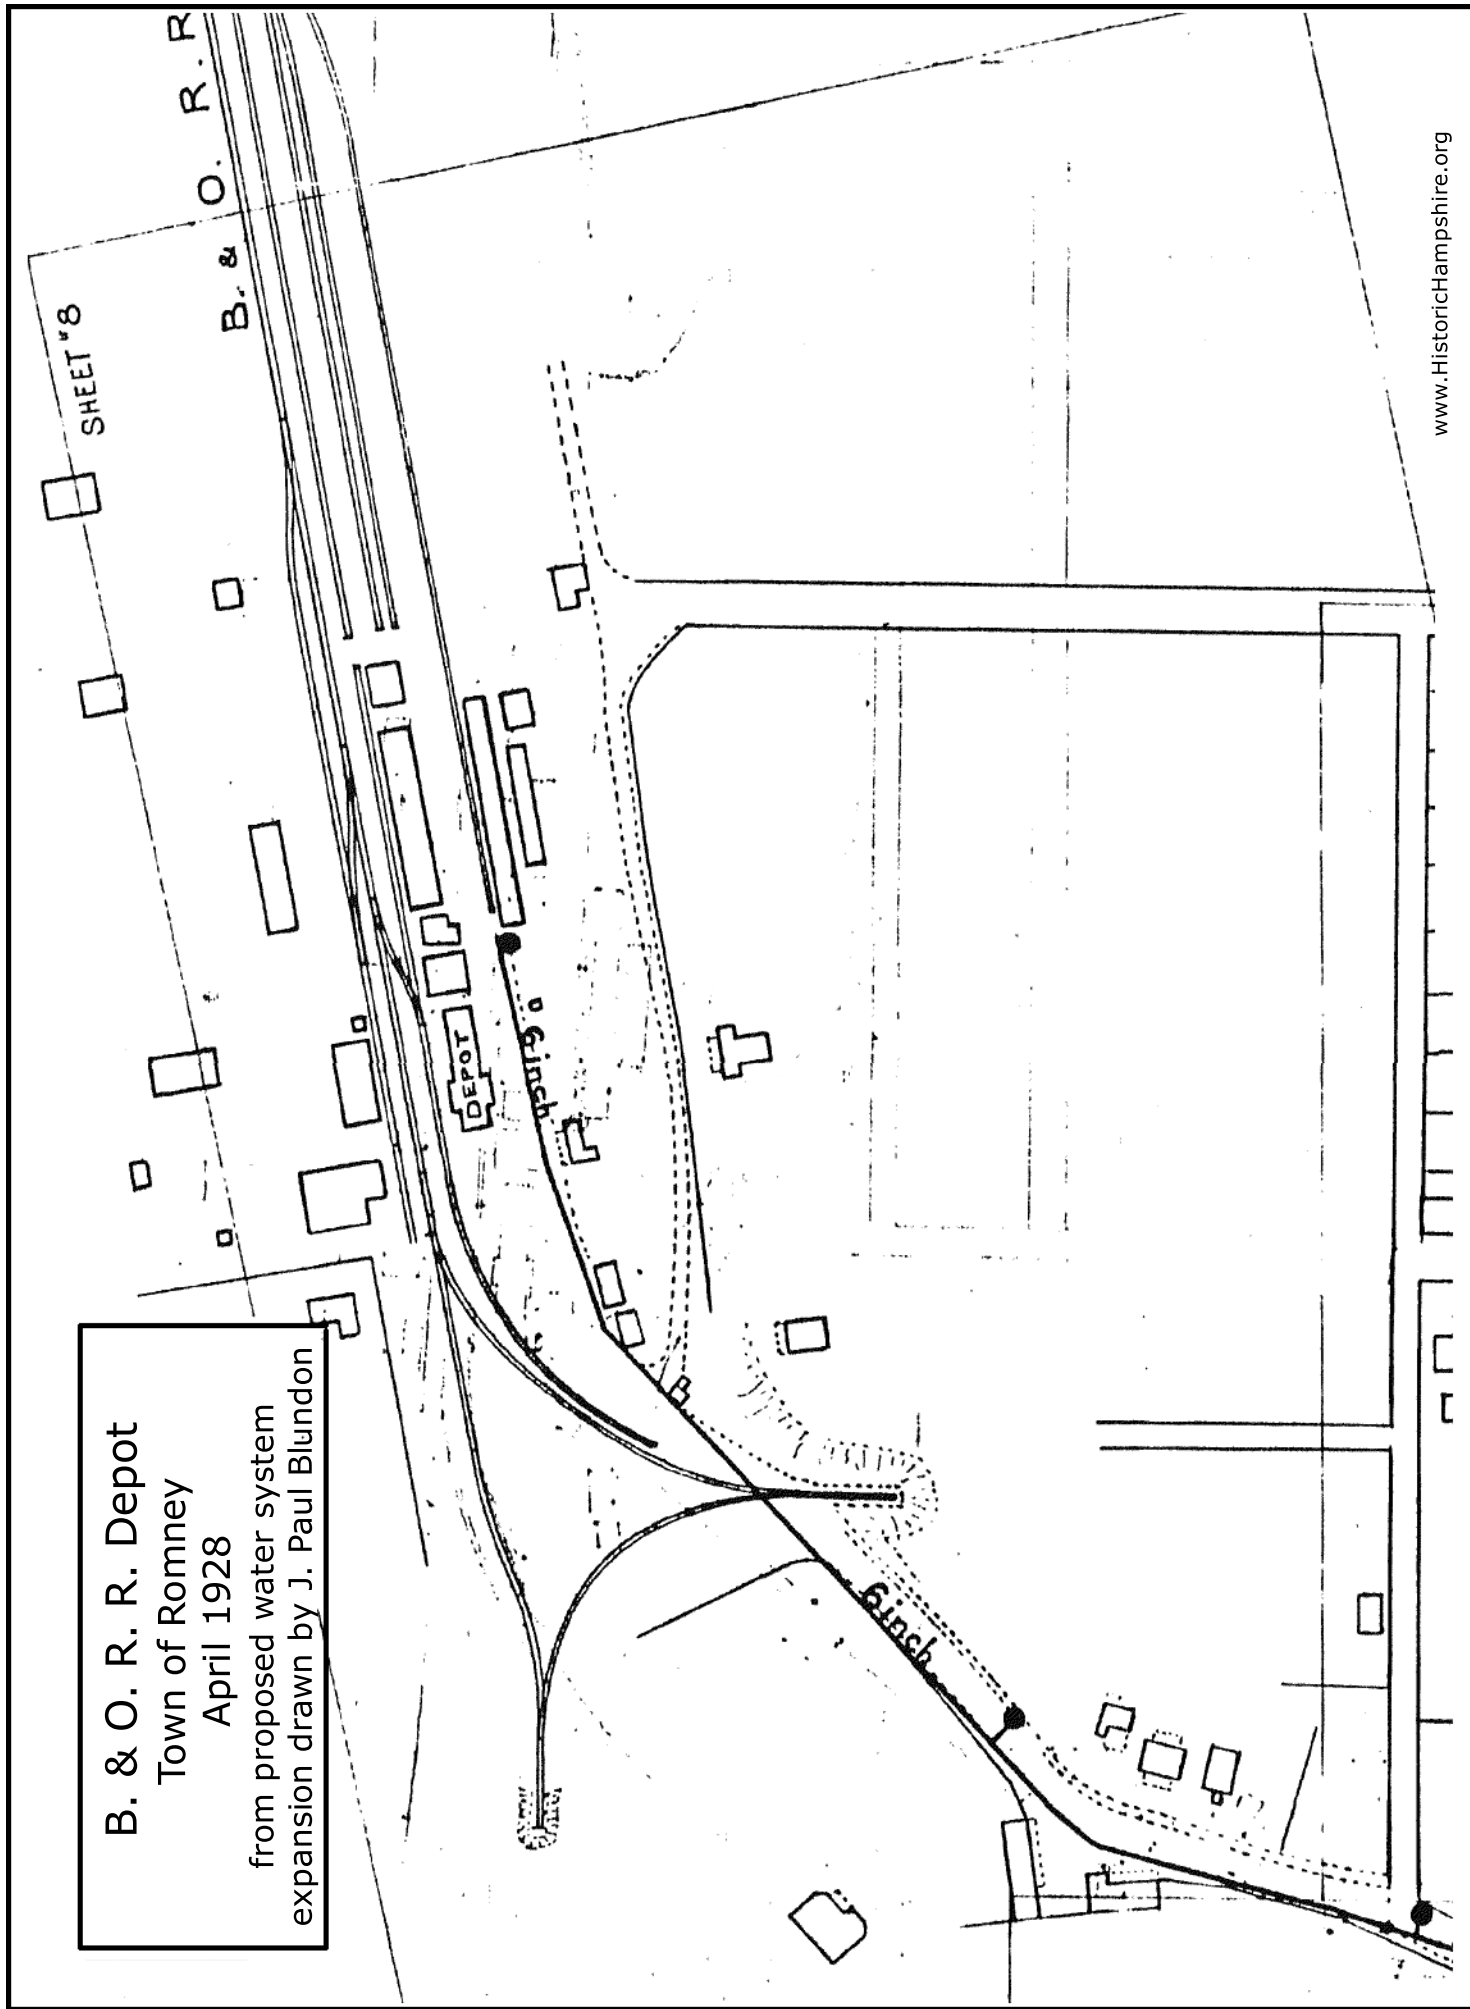 B. & O. R. R. Depot
Town of Romney
April 1928
from proposed water system
expansion drawn by J. Paul Blundon
SHEET #8
B. & O. R. R
DEPOT
6 inch
6 inch
www.HistoricHampshire.org